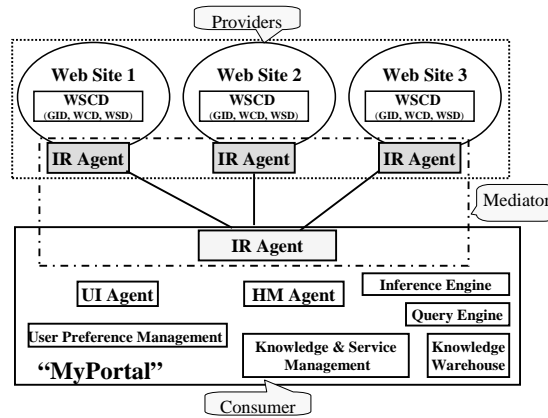 Providers
Web Site 1
Web Site 2
Web Site 3
WSCD
(GID, WCD, WSD)
WSCD
(GID, WCD, WSD)
WSCD
(GID, WCD, WSD)
IR Agent
IR Agent
IR Agent
Mediator
IR Agent
UI Agent
HM Agent
Inference Engine
Query Engine
User Preference Management
Knowledge & Service
Management
Knowledge
Warehouse
“MyPortal”
Consumer